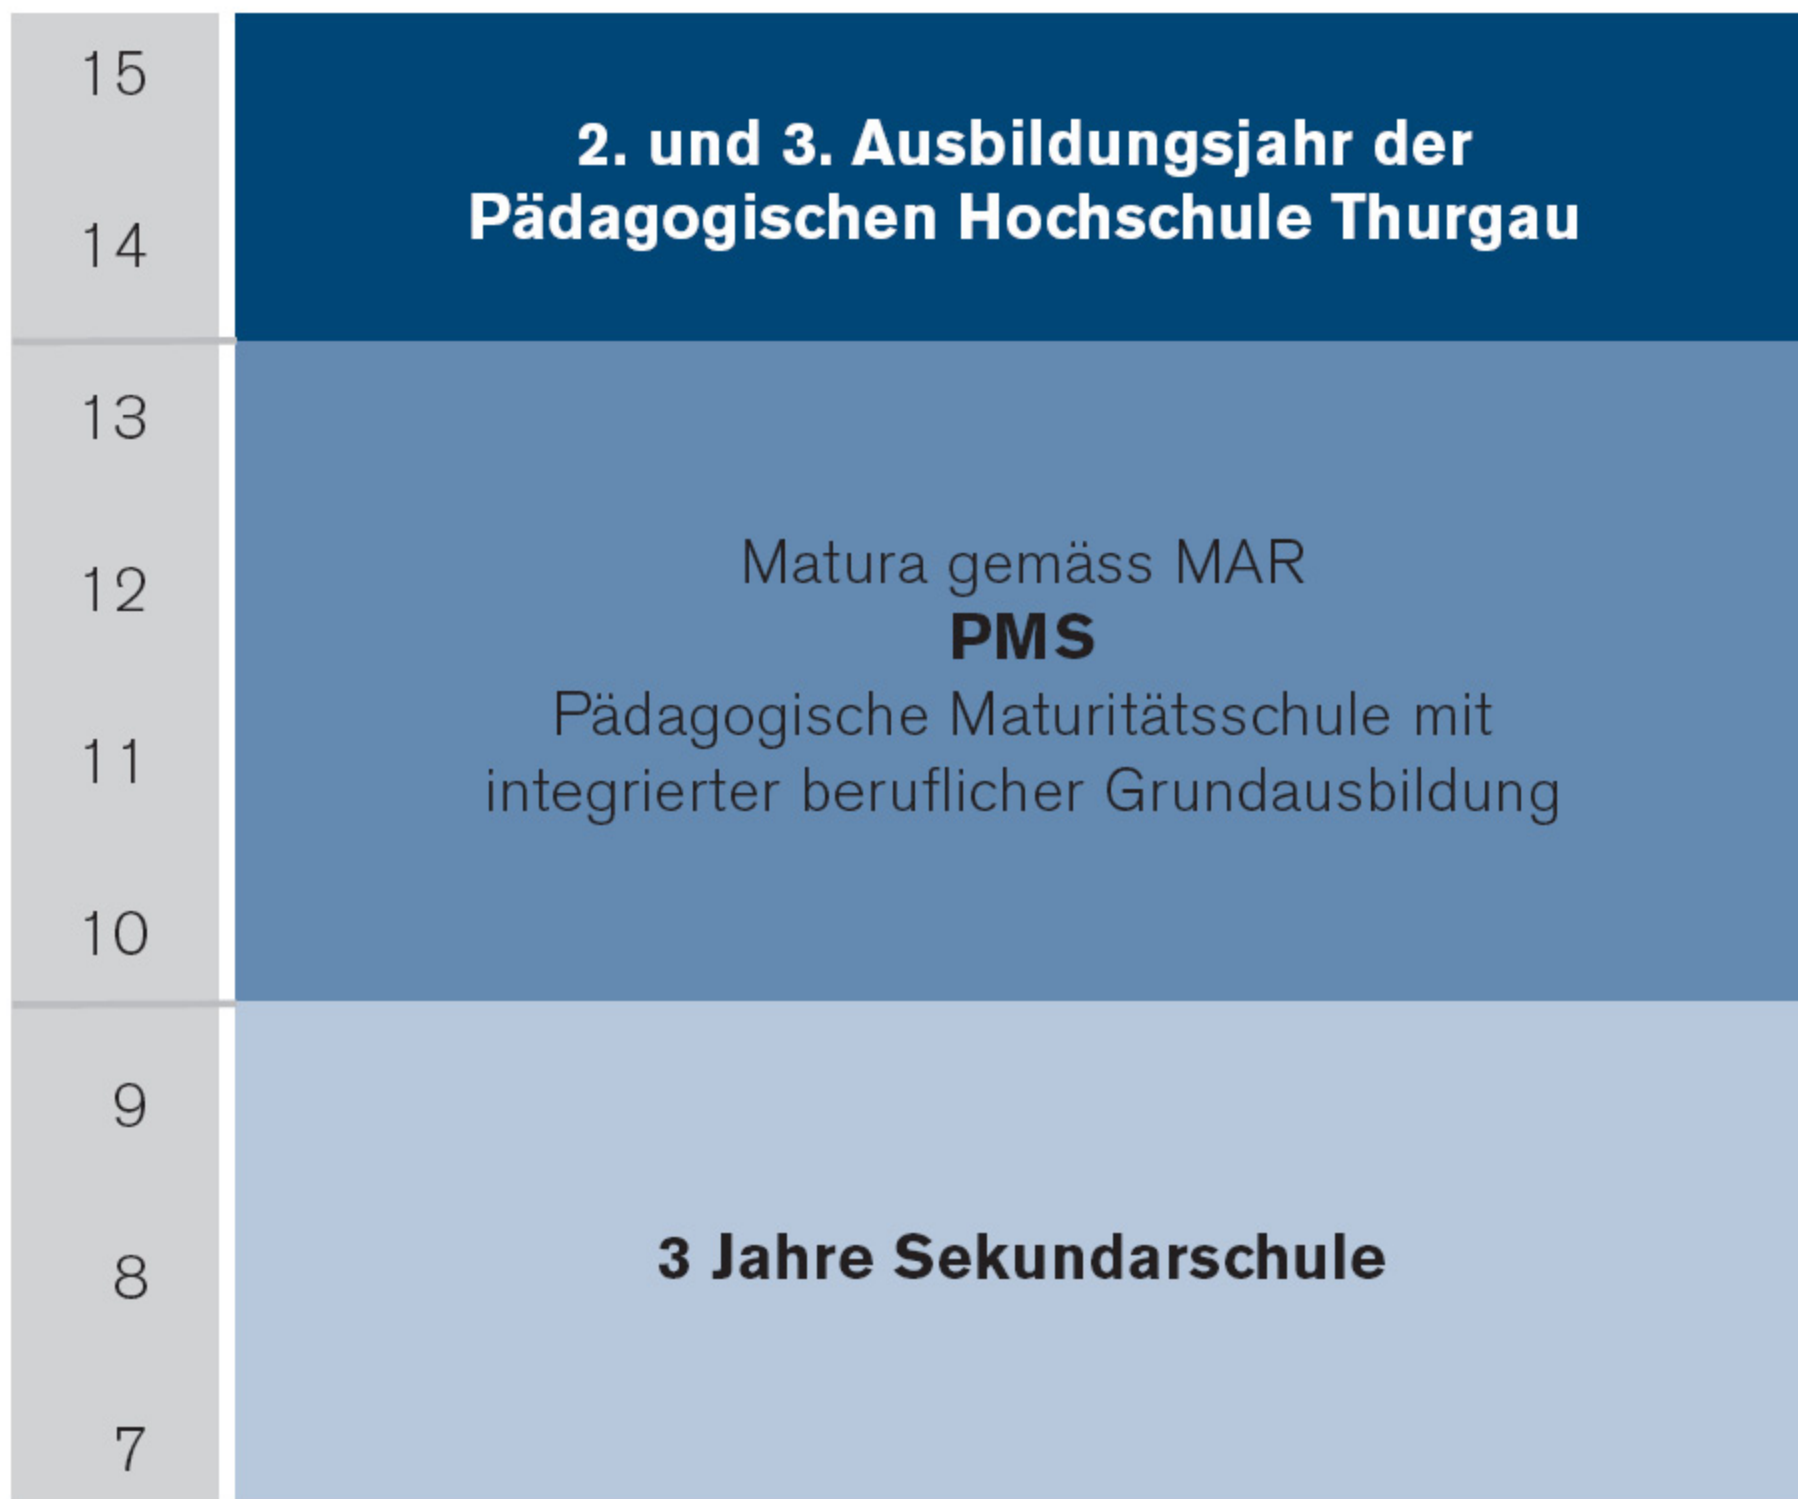 15
2. und 3. Ausbildungsjahr der
Pädagogischen Hochschule Thurgau
14
13
12
Matura gemäss MAR
PMS
11
Pädagogische Maturitätsschule mit
integrierter beruflicher Grundausbildung
10
9
8
3 Jahre Sekundarschule
7